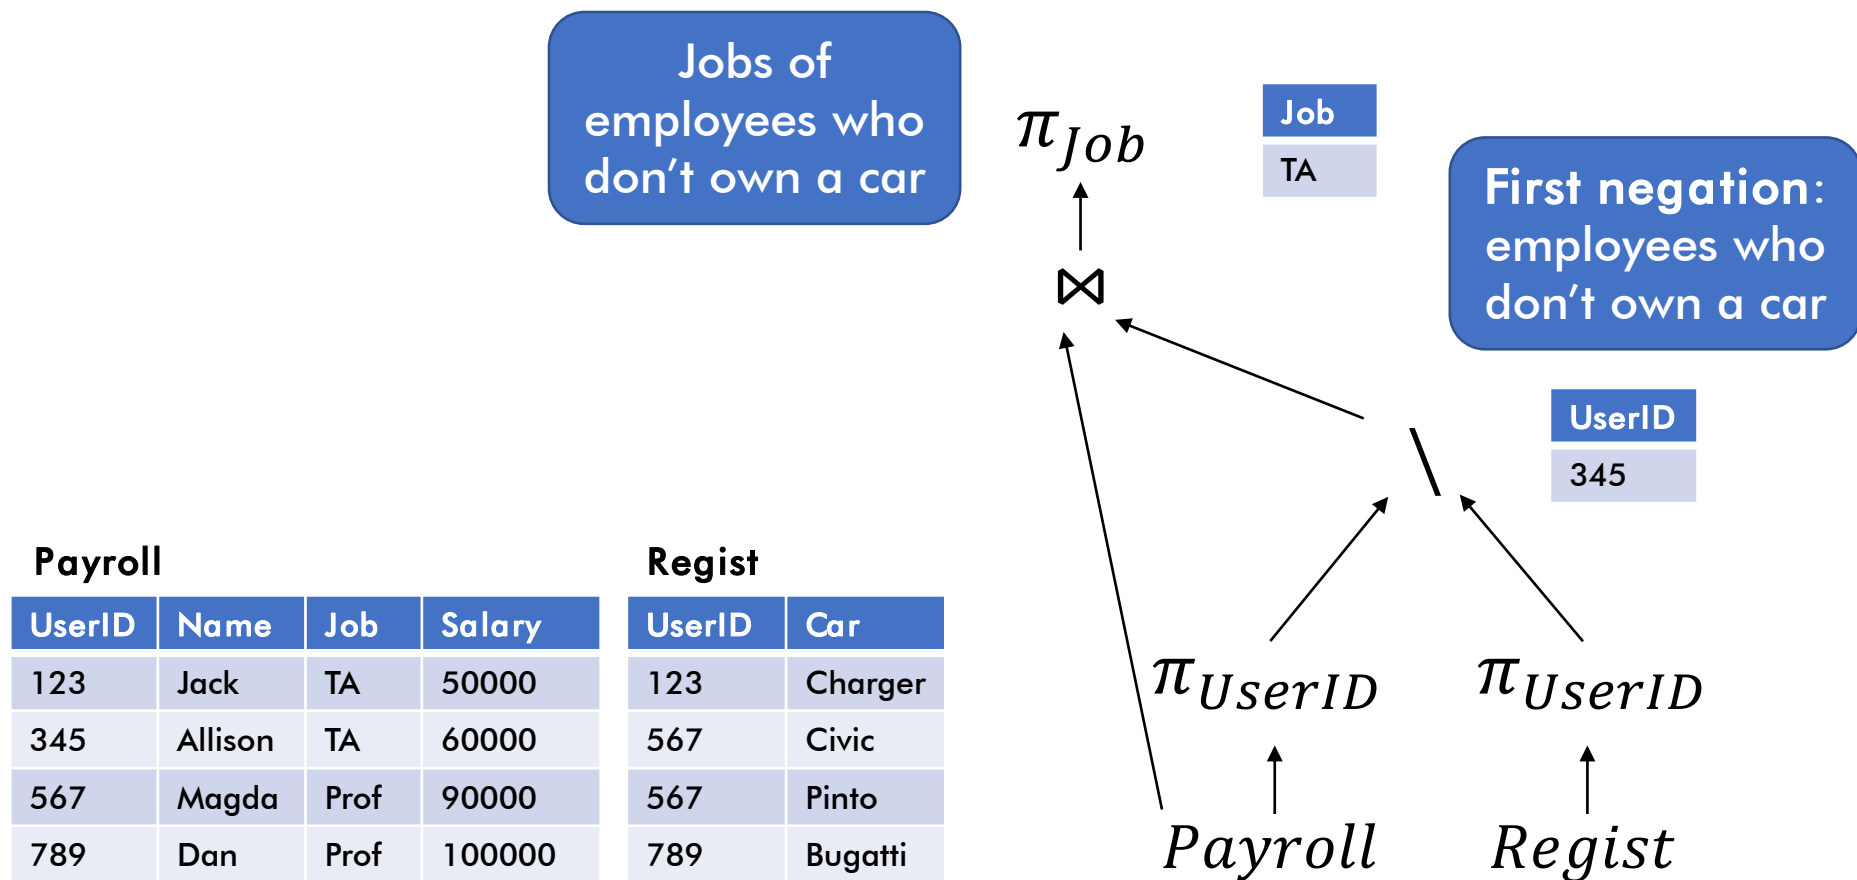 Jobs of
employees who
don't own a car
π_Job
Job
TA
First negation:
employees who
don't own a car
⋈
UserID
345
\
π_UserID π_UserID
Payroll Regist
Payroll
UserID Name Job Salary
123 Jack TA 50000
345 Allison TA 60000
567 Magda Prof 90000
789 Dan Prof 100000
Regist
UserID Car
123 Charger
567 Civic
567 Pinto
789 Bugatti